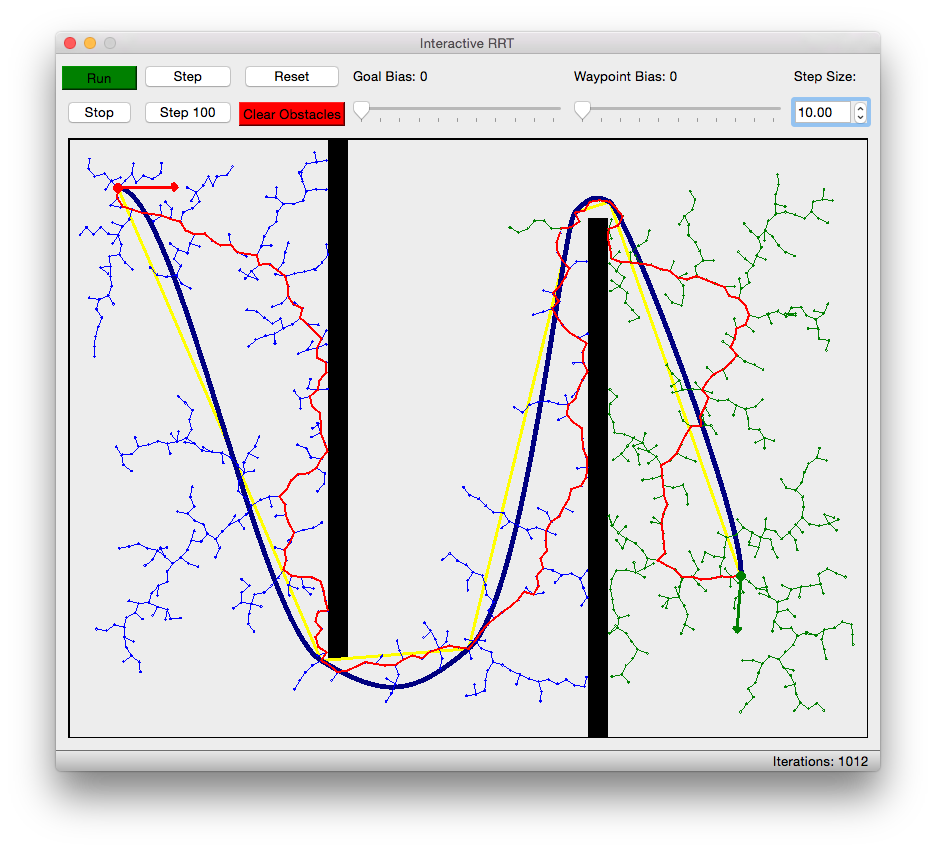 Interactive RRT
Run Step Reset Goal Bias: 0 Waypoint Bias: 0 Step Size:
Stop Step 100 Clear Obstacles 10.00
Iterations: 1012